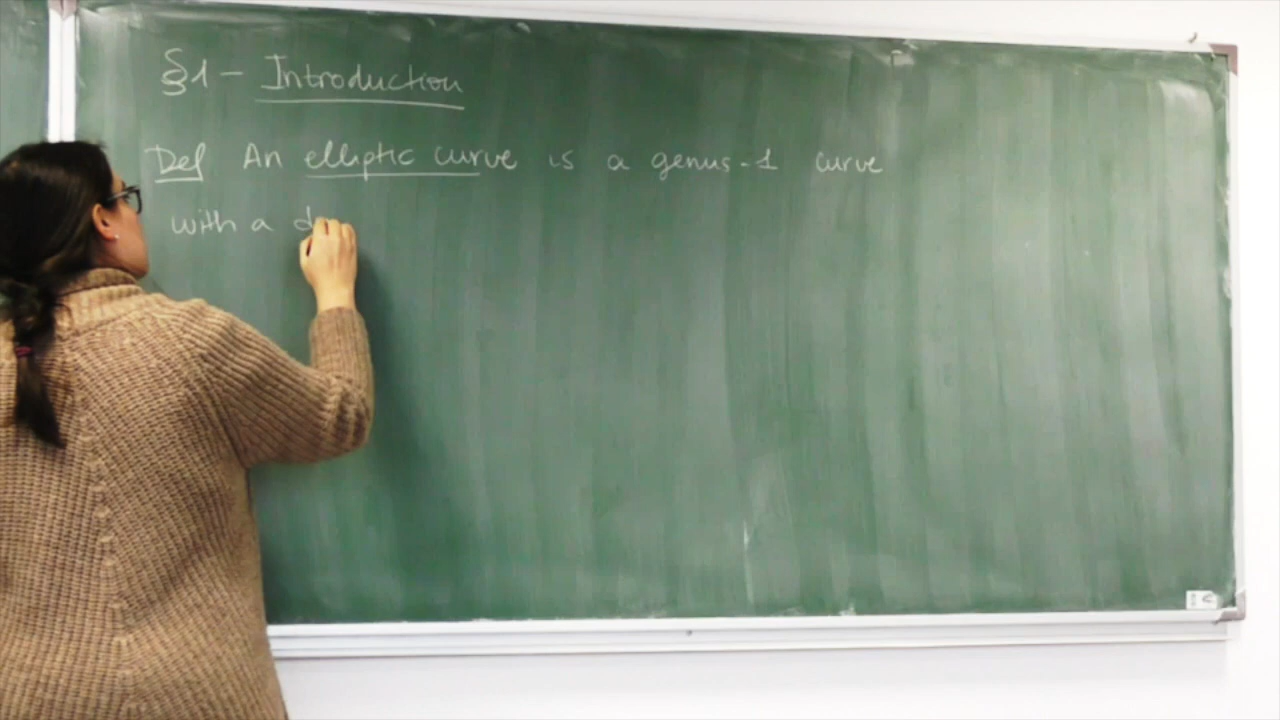 §1 - Introduction
Def An elliptic curve is a genus-1 curve
with a d